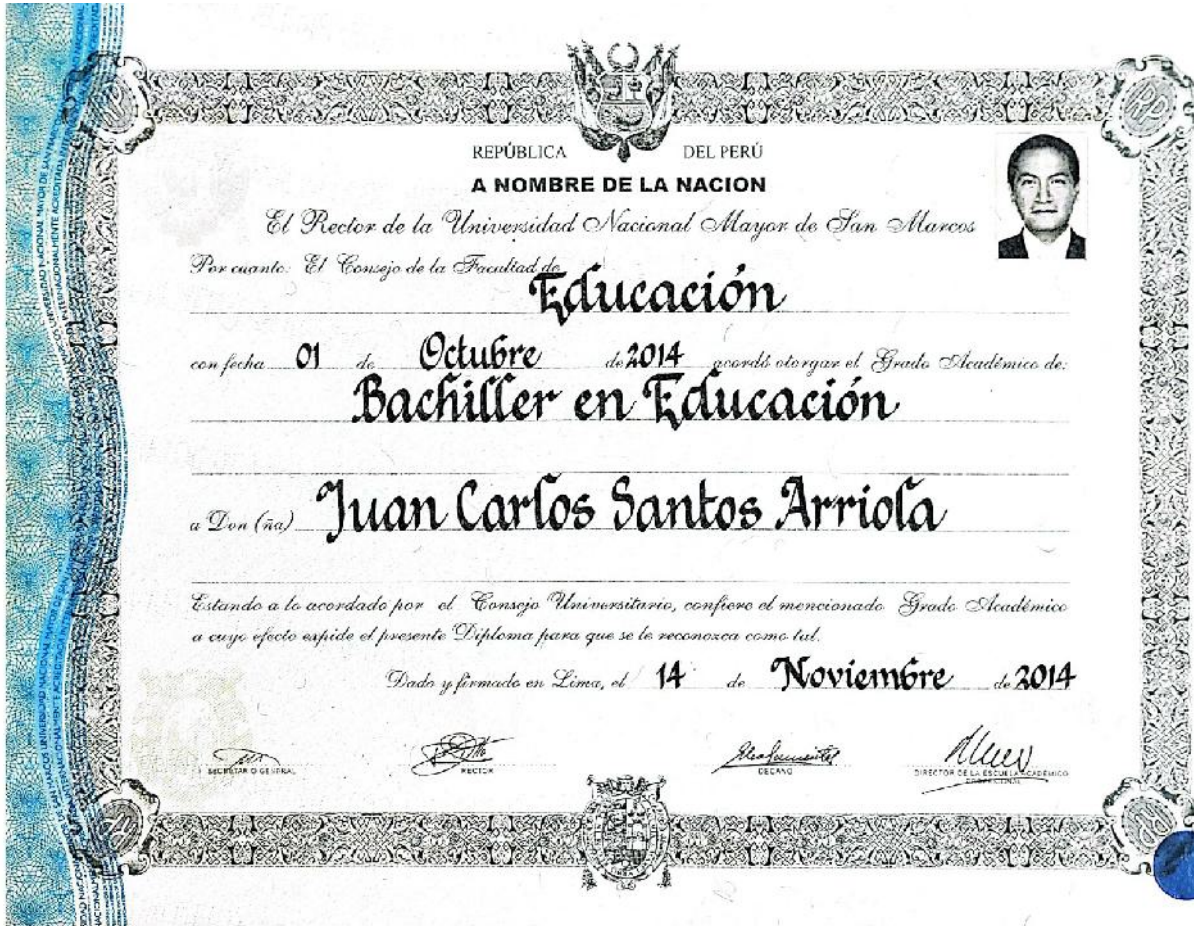 REPÚBLICA DEL PERÚ
A NOMBRE DE LA NACION
El Rector de la Universidad Nacional Mayor de San Marcos
Por cuanto: El Consejo de la Facultad de
Educación
con fecha 01 de Octubre de 2014 acordó otorgar el Grado Académico de:
Bachiller en Educación
a Don (ña) Juan Carlos Santos Arriola
Estando a lo acordado por el Consejo Universitario, confiere el mencionado Grado Académico
a cuyo efecto expide el presente Diploma para que se le reconozca como tal.
Dado y firmado en Lima, el 14 de Noviembre de 2014
SECRETARIO GENERAL
RECTOR
DECANO
DIRECTOR DE LA ESCUELA ACADÉMICO
PROFESIONAL